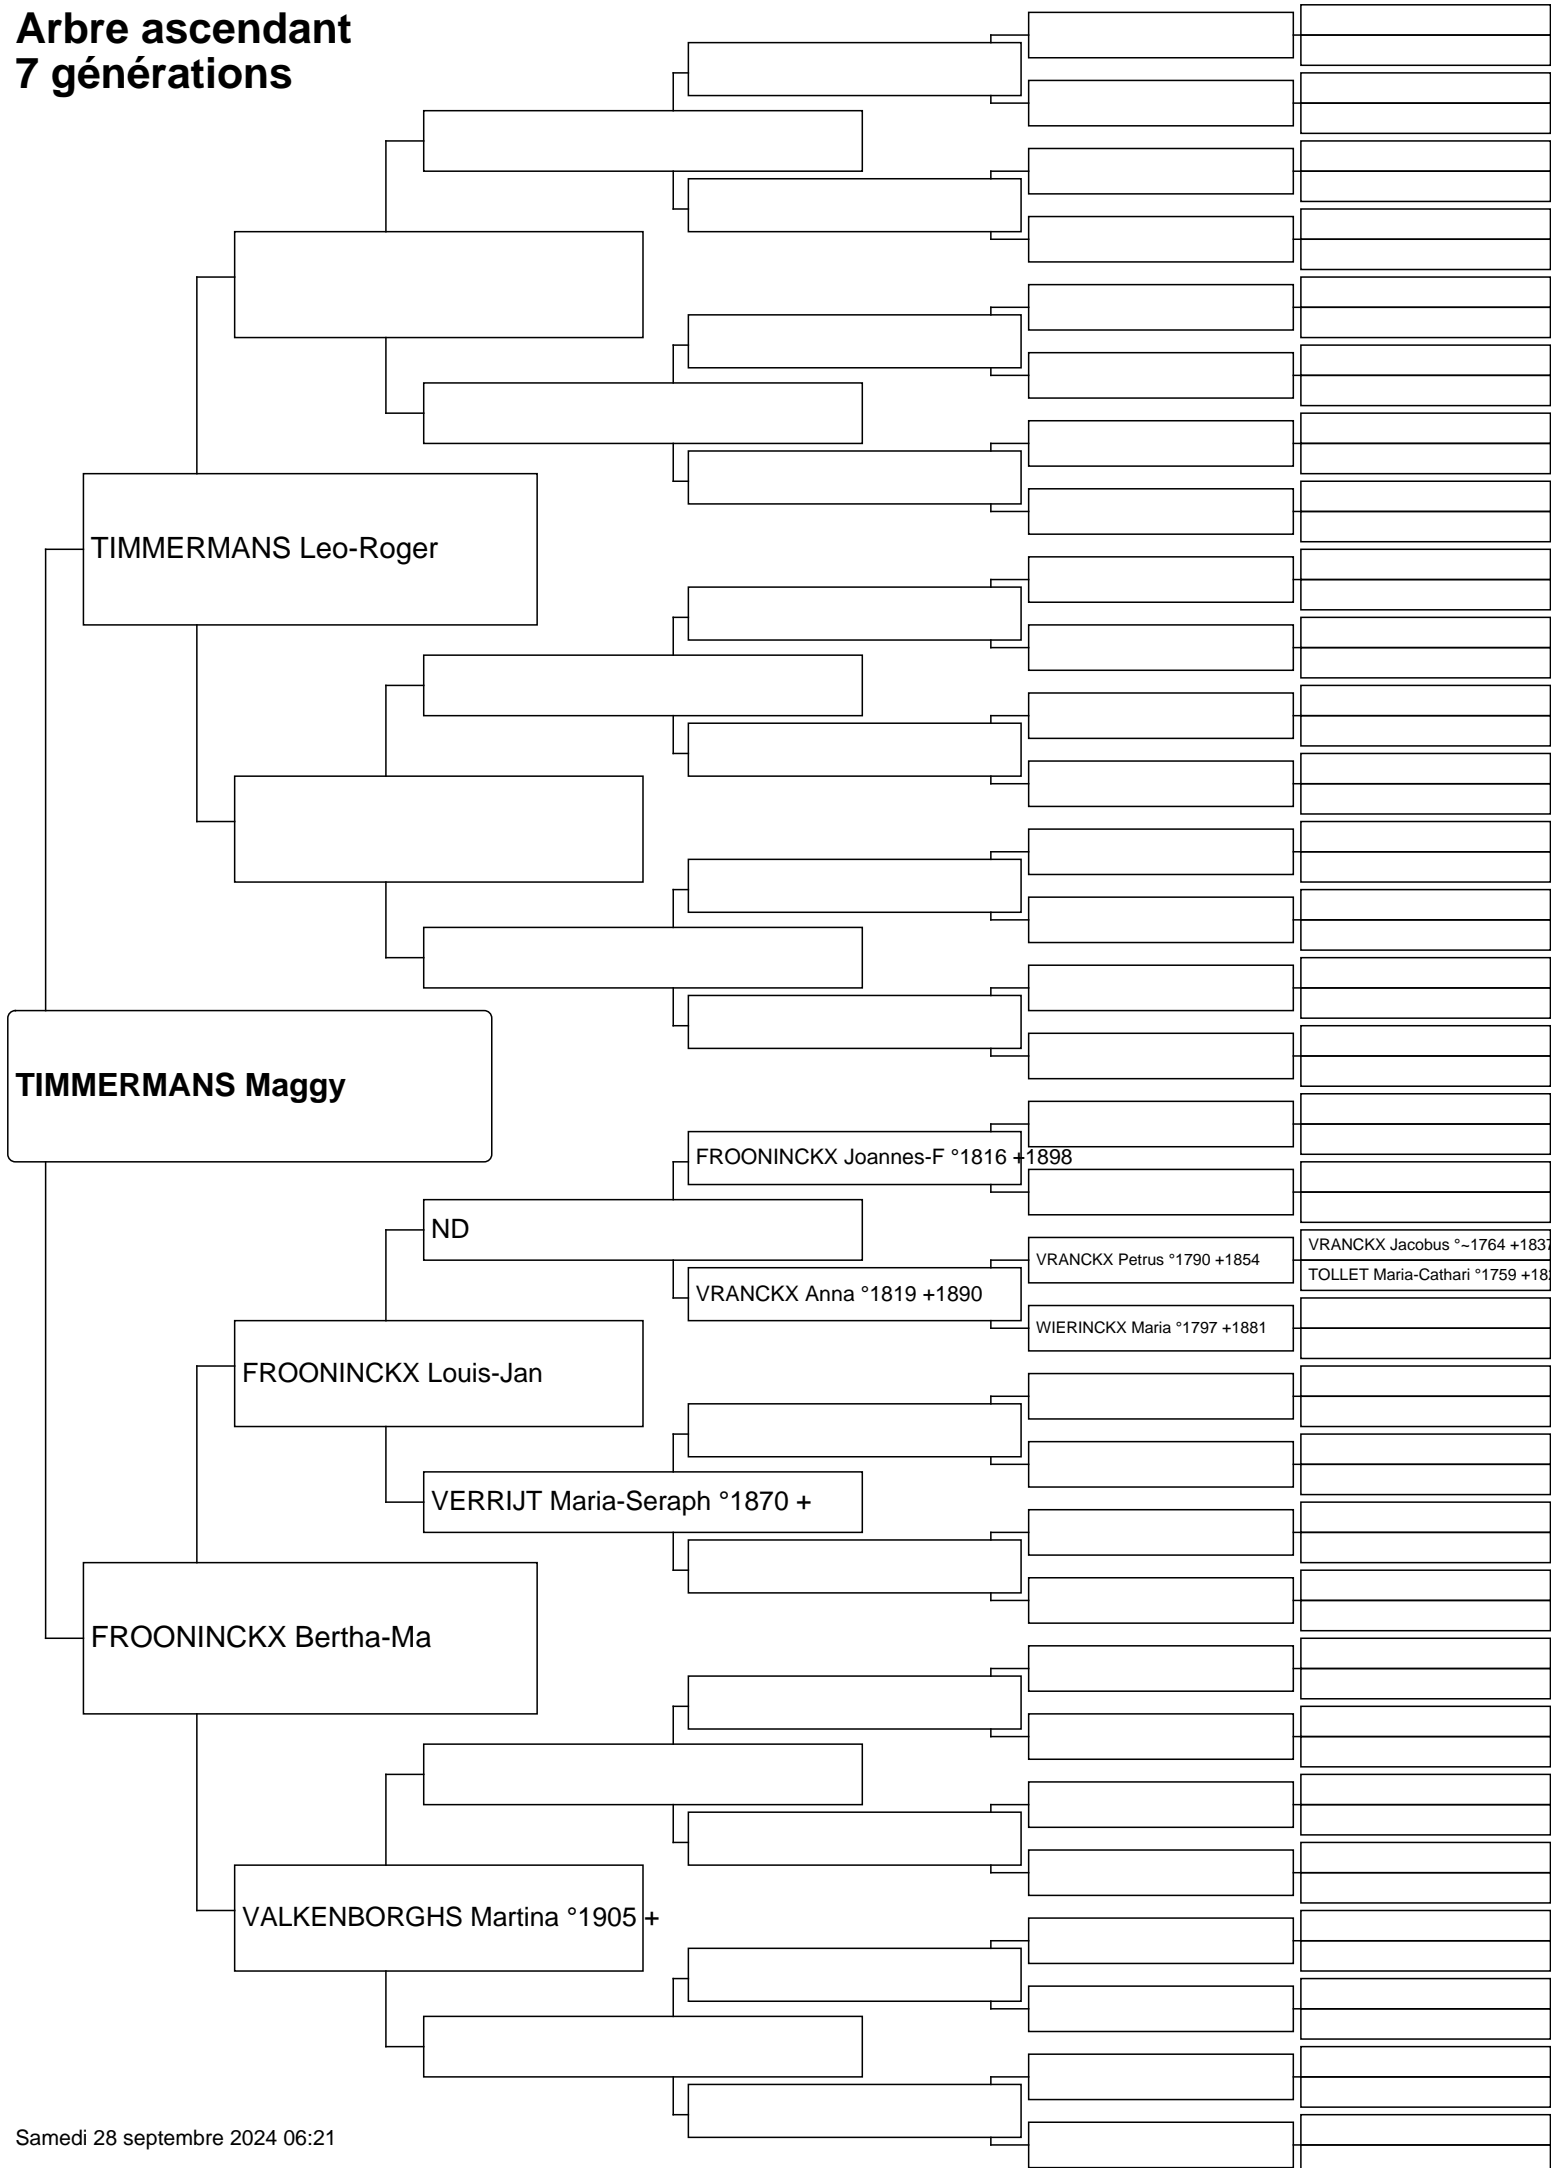 Arbre ascendant
7 générations
TIMMERMANS Leo-Roger
TIMMERMANS Maggy
FROONINCKX Joannes-F °1816 +1898
ND
VRANCKX Anna °1819 +1890
VRANCKX Petrus °1790 +1854
VRANCKX Jacobus °~1764 +1837
TOLLET Maria-Cathari °1759 +18
WIERINCKX Maria °1797 +1881
FROONINCKX Louis-Jan
VERRIJT Maria-Seraph °1870 +
FROONINCKX Bertha-Ma
VALKENBORGHS Martina °1905 +
Samedi 28 septembre 2024 06:21